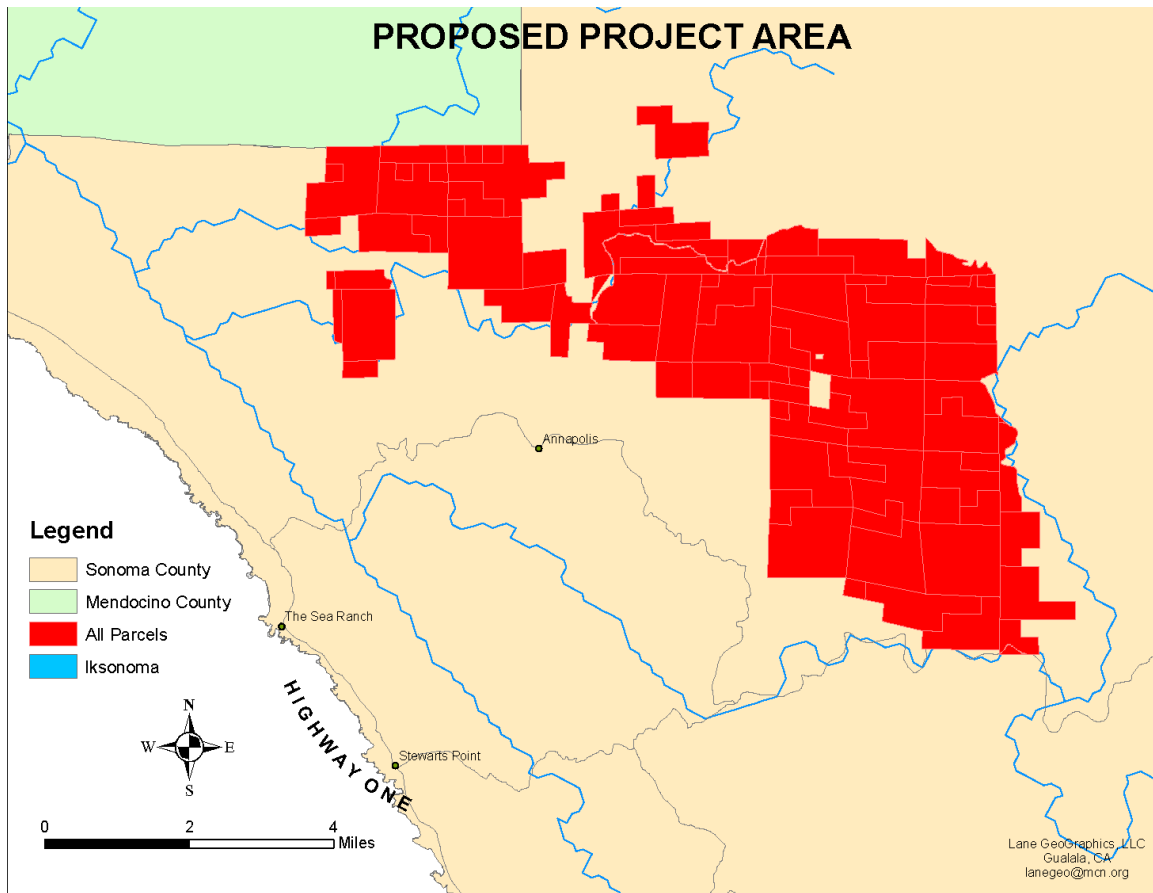 PROPOSED PROJECT AREA
Annapolis
Legend
Sonoma County
Mendocino County
All Parcels
lksonoma
The Sea Ranch
HIGHWAY ONE
Stewarts Point
N
W
E
S
0
2
4
Miles
Lane GeoGraphics, LLC
Gualala, CA
lanegeo@mcn.org